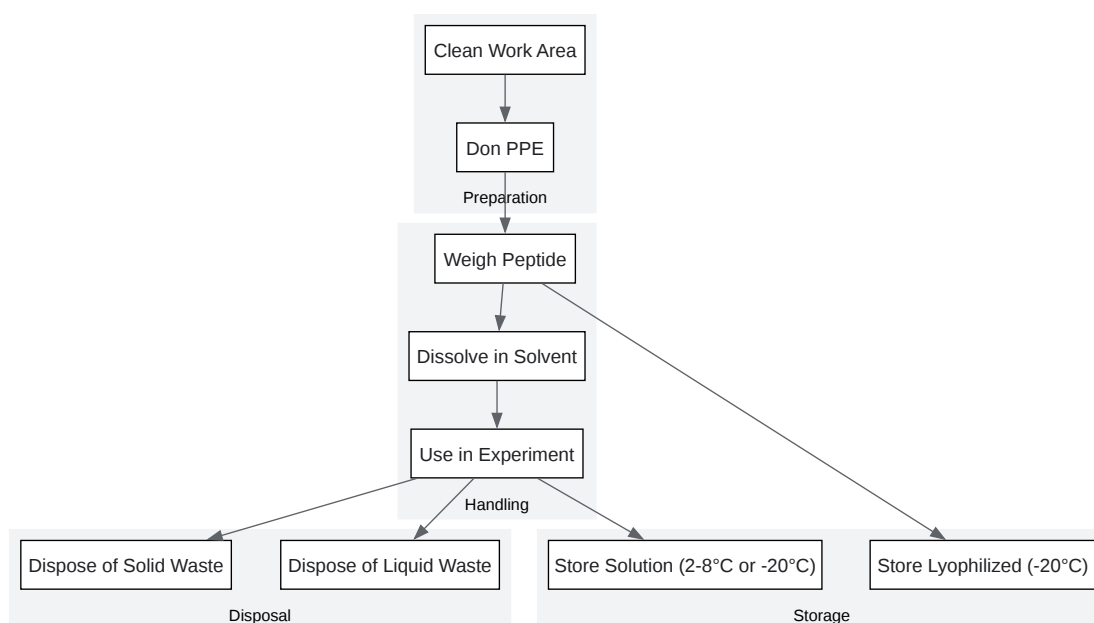 Clean Work Area
Don PPE
Preparation
Weigh Peptide
Dissolve in Solvent
Use in Experiment
Handling
Dispose of Solid Waste
Dispose of Liquid Waste
Store Solution (2-8°C or -20°C)
Store Lyophilized (-20°C)
Disposal
Storage